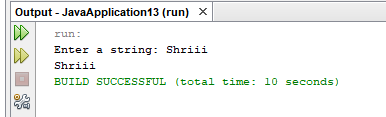 Output - JavaApplication13 (run) ×
run:
Enter a string: Shriii
Shriii
BUILD SUCCESSFUL (total time: 10 seconds)